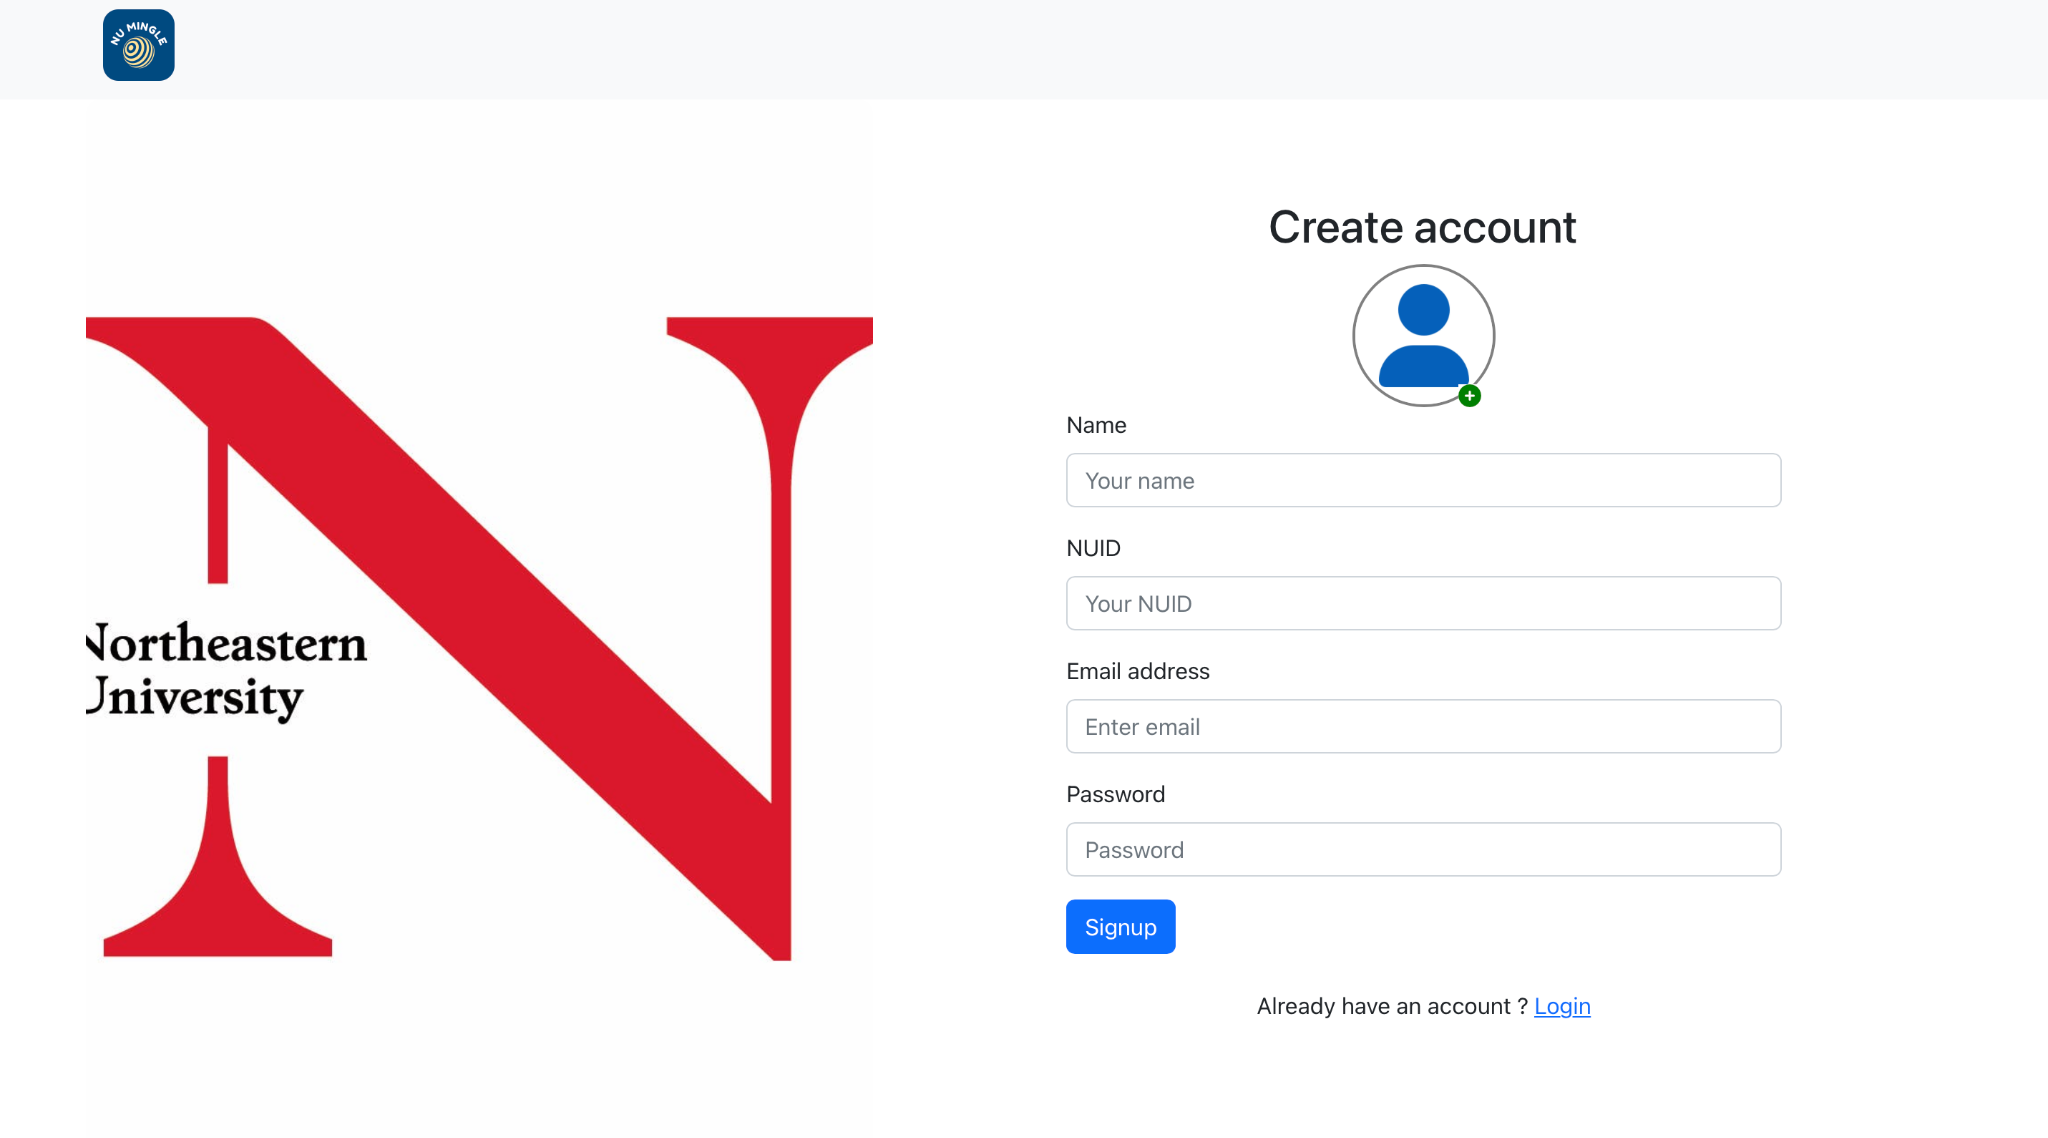 NU MINGLE
Northeastern
University
Create account
Name
Your name
NUID
Your NUID
Email address
Enter email
Password
Password
Signup
Already have an account ? Login